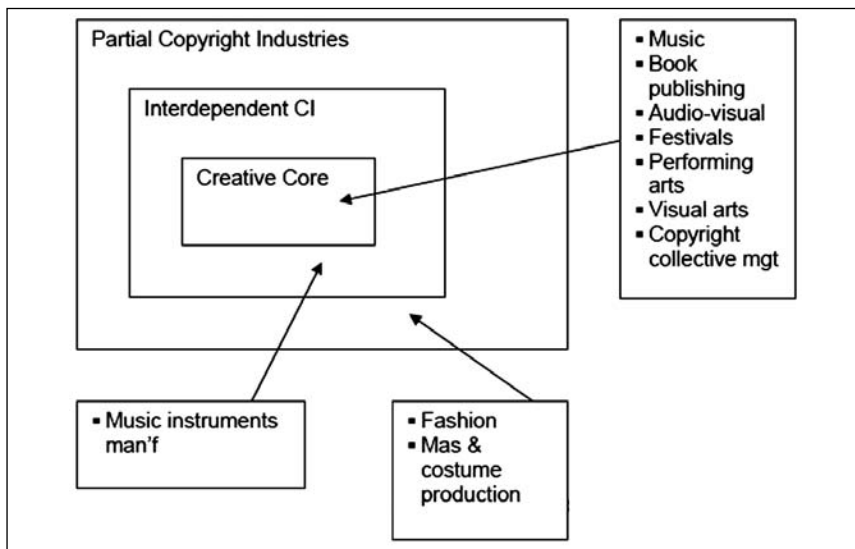 Partial Copyright Industries
Interdependent CI
Creative Core
▪ Music
▪ Book
publishing
▪ Audio-visual
▪ Festivals
▪ Performing
arts
▪ Visual arts
▪ Copyright
collective mgt
▪ Music instruments
man'f
▪ Fashion
▪ Mas &
costume
production